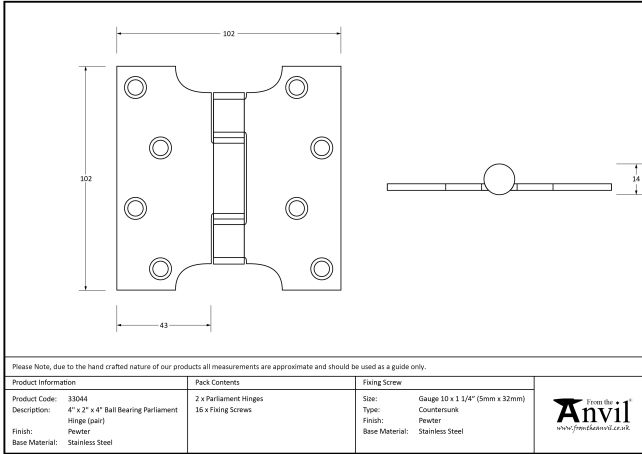 102
102
14
43
Please Note, due to the hand crafted nature of our products all measurements are approximate and should be used as a guide only.
Product Information
Product Code: 33044
Description: 4" x 2" x 4" Ball Bearing Parliament
Hinge (pair)
Finish: Pewter
Base Material: Stainless Steel
Pack Contents
2 x Parliament Hinges
16 x Fixing Screws
Fixing Screw
Size: Gauge 10 x 1 1/4" (5mm x 32mm)
Type: Countersunk
Finish: Pewter
Base Material: Stainless Steel
From the
Anvil®
www.fromtheanvil.co.uk